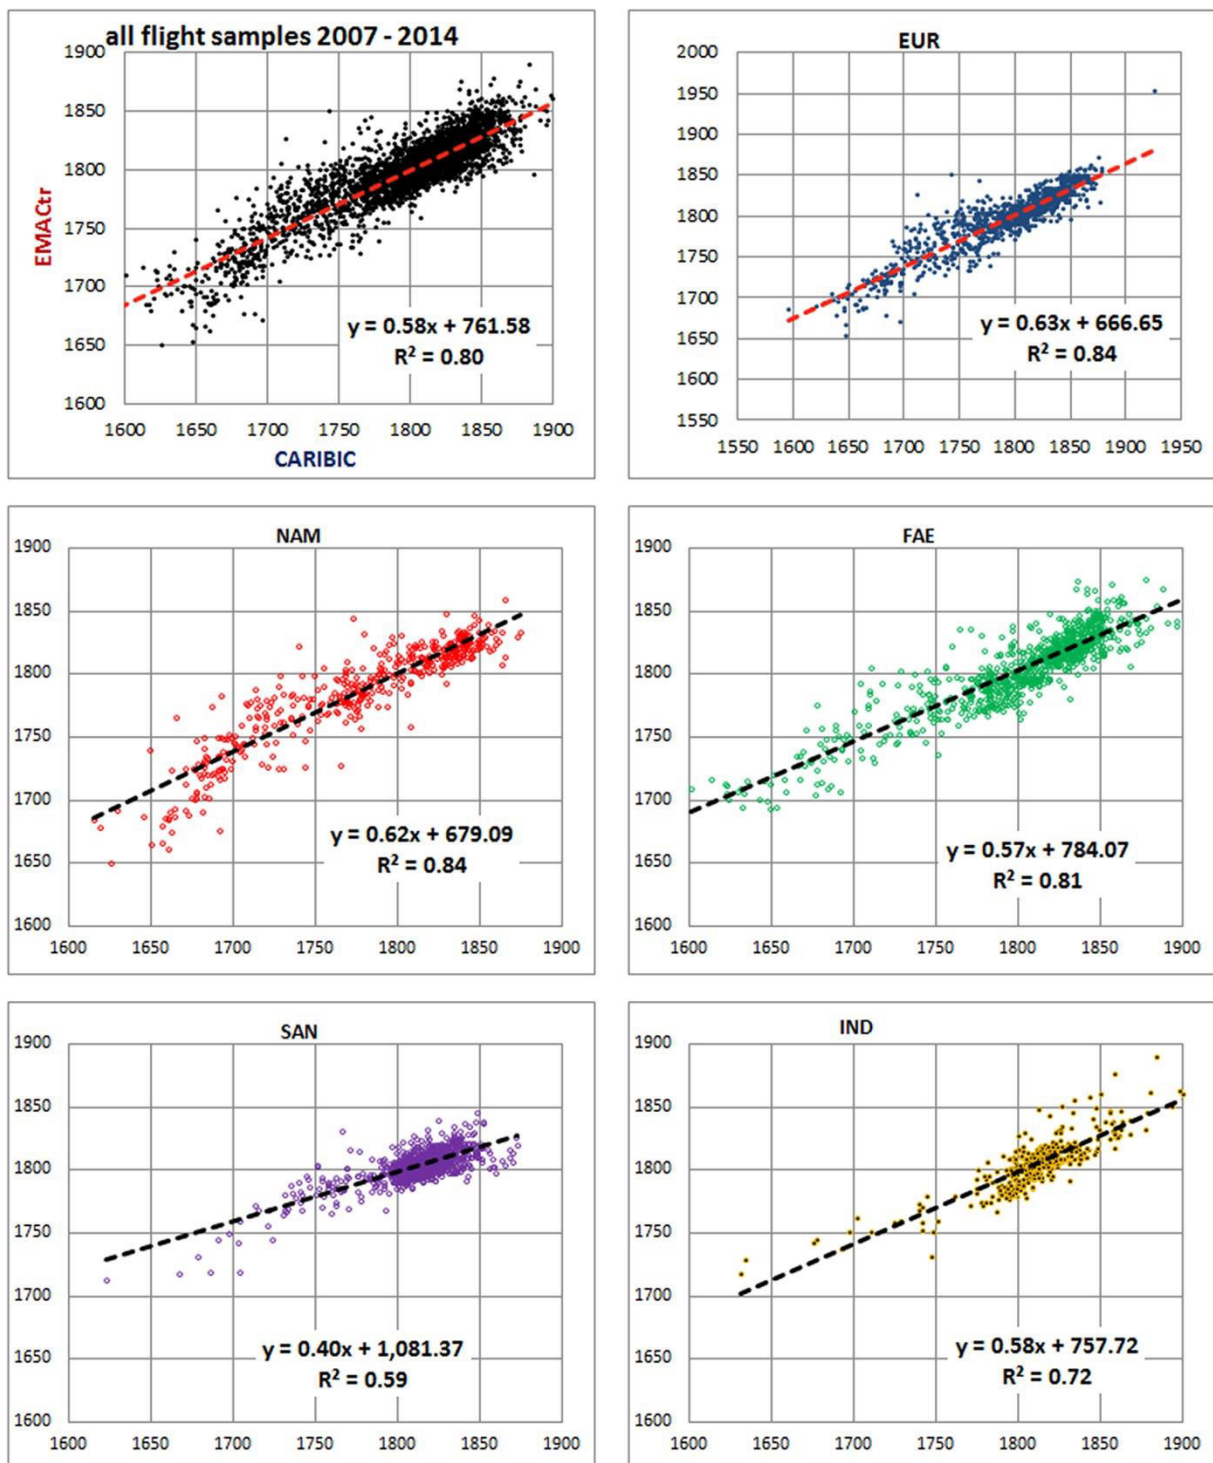 all flight samples 2007 - 2014
1900
1850
1800
1750
1700
1650
1600
EMACtr
y = 0.58x + 761.58
R² = 0.80
1600 1650 1700 1750 1800 1850 1900
CARIBIC
EUR
2000
1950
1900
1850
1800
1750
1700
1650
1600
1550
y = 0.63x + 666.65
R² = 0.84
1550 1600 1650 1700 1750 1800 1850 1900 1950
NAM
1900
1850
1800
1750
1700
1650
1600
y = 0.62x + 679.09
R² = 0.84
1600 1650 1700 1750 1800 1850 1900
FAE
1900
1850
1800
1750
1700
1650
1600
y = 0.57x + 784.07
R² = 0.81
1600 1650 1700 1750 1800 1850 1900
SAN
1900
1850
1800
1750
1700
1650
1600
y = 0.40x + 1,081.37
R² = 0.59
1600 1650 1700 1750 1800 1850 1900
IND
1900
1850
1800
1750
1700
1650
1600
y = 0.58x + 757.72
R² = 0.72
1600 1650 1700 1750 1800 1850 1900